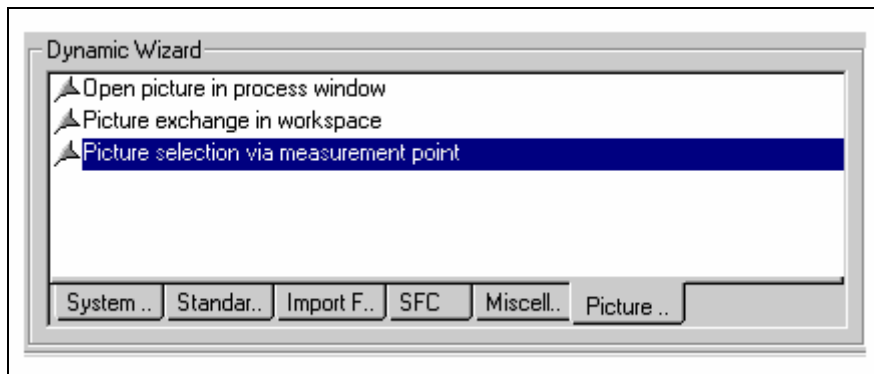 Dynamic Wizard
Open picture in process window
Picture exchange in workspace
Picture selection via measurement point
System .. Standar.. Import F.. SFC Miscell.. Picture ..